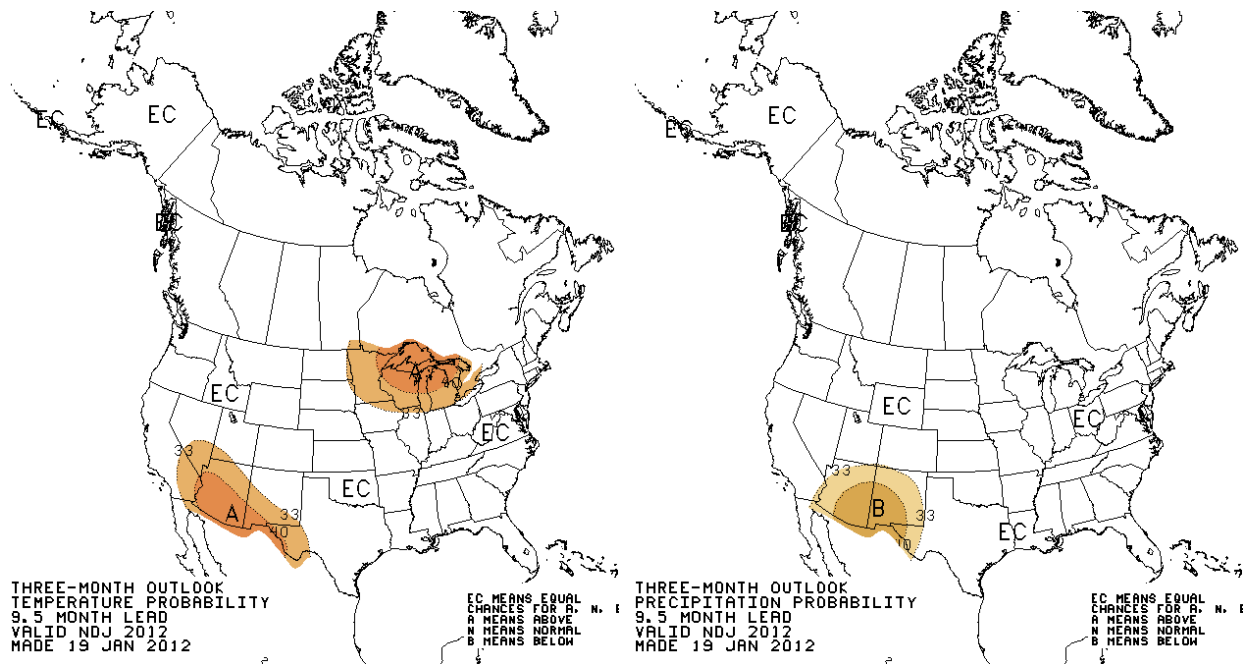 EC
EC
EC
A
40
33
EC
EC
33
EC
A
33
40
THREE-MONTH OUTLOOK
TEMPERATURE PROBABILITY
9.5 MONTH LEAD
VALID NDJ 2012
MADE 19 JAN 2012
EC MEANS EQUAL
CHANCES FOR A, N, B
A MEANS ABOVE
N MEANS NORMAL
B MEANS BELOW
EC
EC
EC
EC
EC
33
B
33
EC
THREE-MONTH OUTLOOK
PRECIPITATION PROBABILITY
9.5 MONTH LEAD
VALID NDJ 2012
MADE 19 JAN 2012
EC MEANS EQUAL
CHANCES FOR A, N, B
A MEANS ABOVE
N MEANS NORMAL
B MEANS BELOW